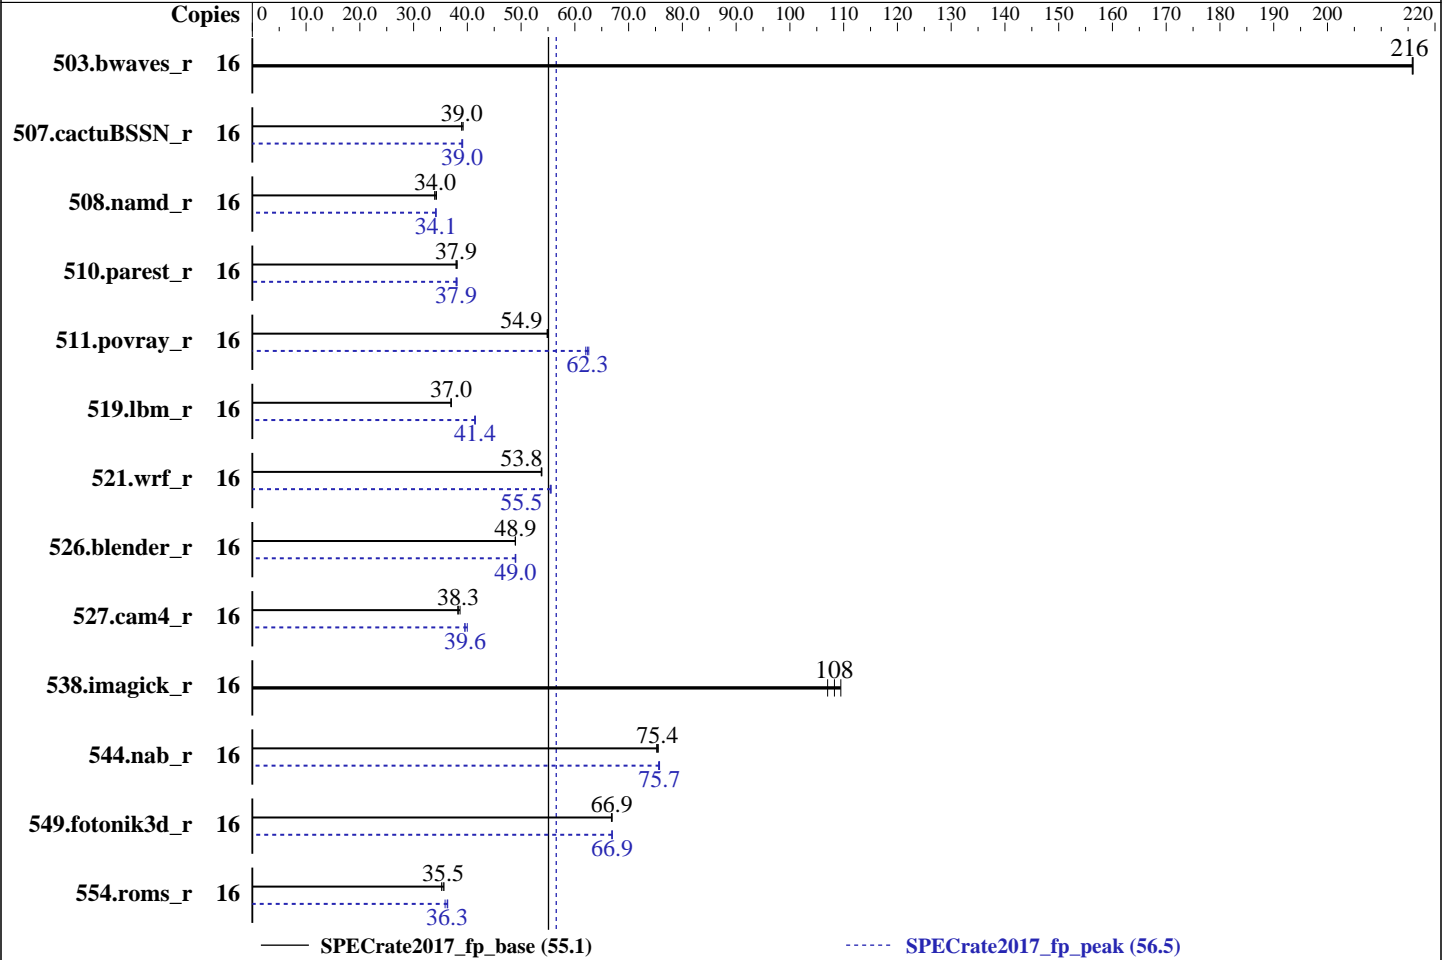 Copies 0 10.0 20.0 30.0 40.0 50.0 60.0 70.0 80.0 90.0 100 110 120 130 140 150 160 170 180 190 200 220
503.bwaves_r 16 216
507.cactuBSSN_r 16 39.0
39.0
508.namd_r 16 34.0
34.1
510.parest_r 16 37.9
37.9
511.povray_r 16 54.9
62.3
519.lbm_r 16 37.0
41.4
521.wrf_r 16 53.8
55.5
526.blender_r 16 48.9
49.0
527.cam4_r 16 38.3
39.6
538.imagick_r 16 108
544.nab_r 16 75.4
75.7
549.fotonik3d_r 16 66.9
66.9
554.roms_r 16 35.5
36.3
SPECrate2017_fp_base (55.1) SPECrate2017_fp_peak (56.5)